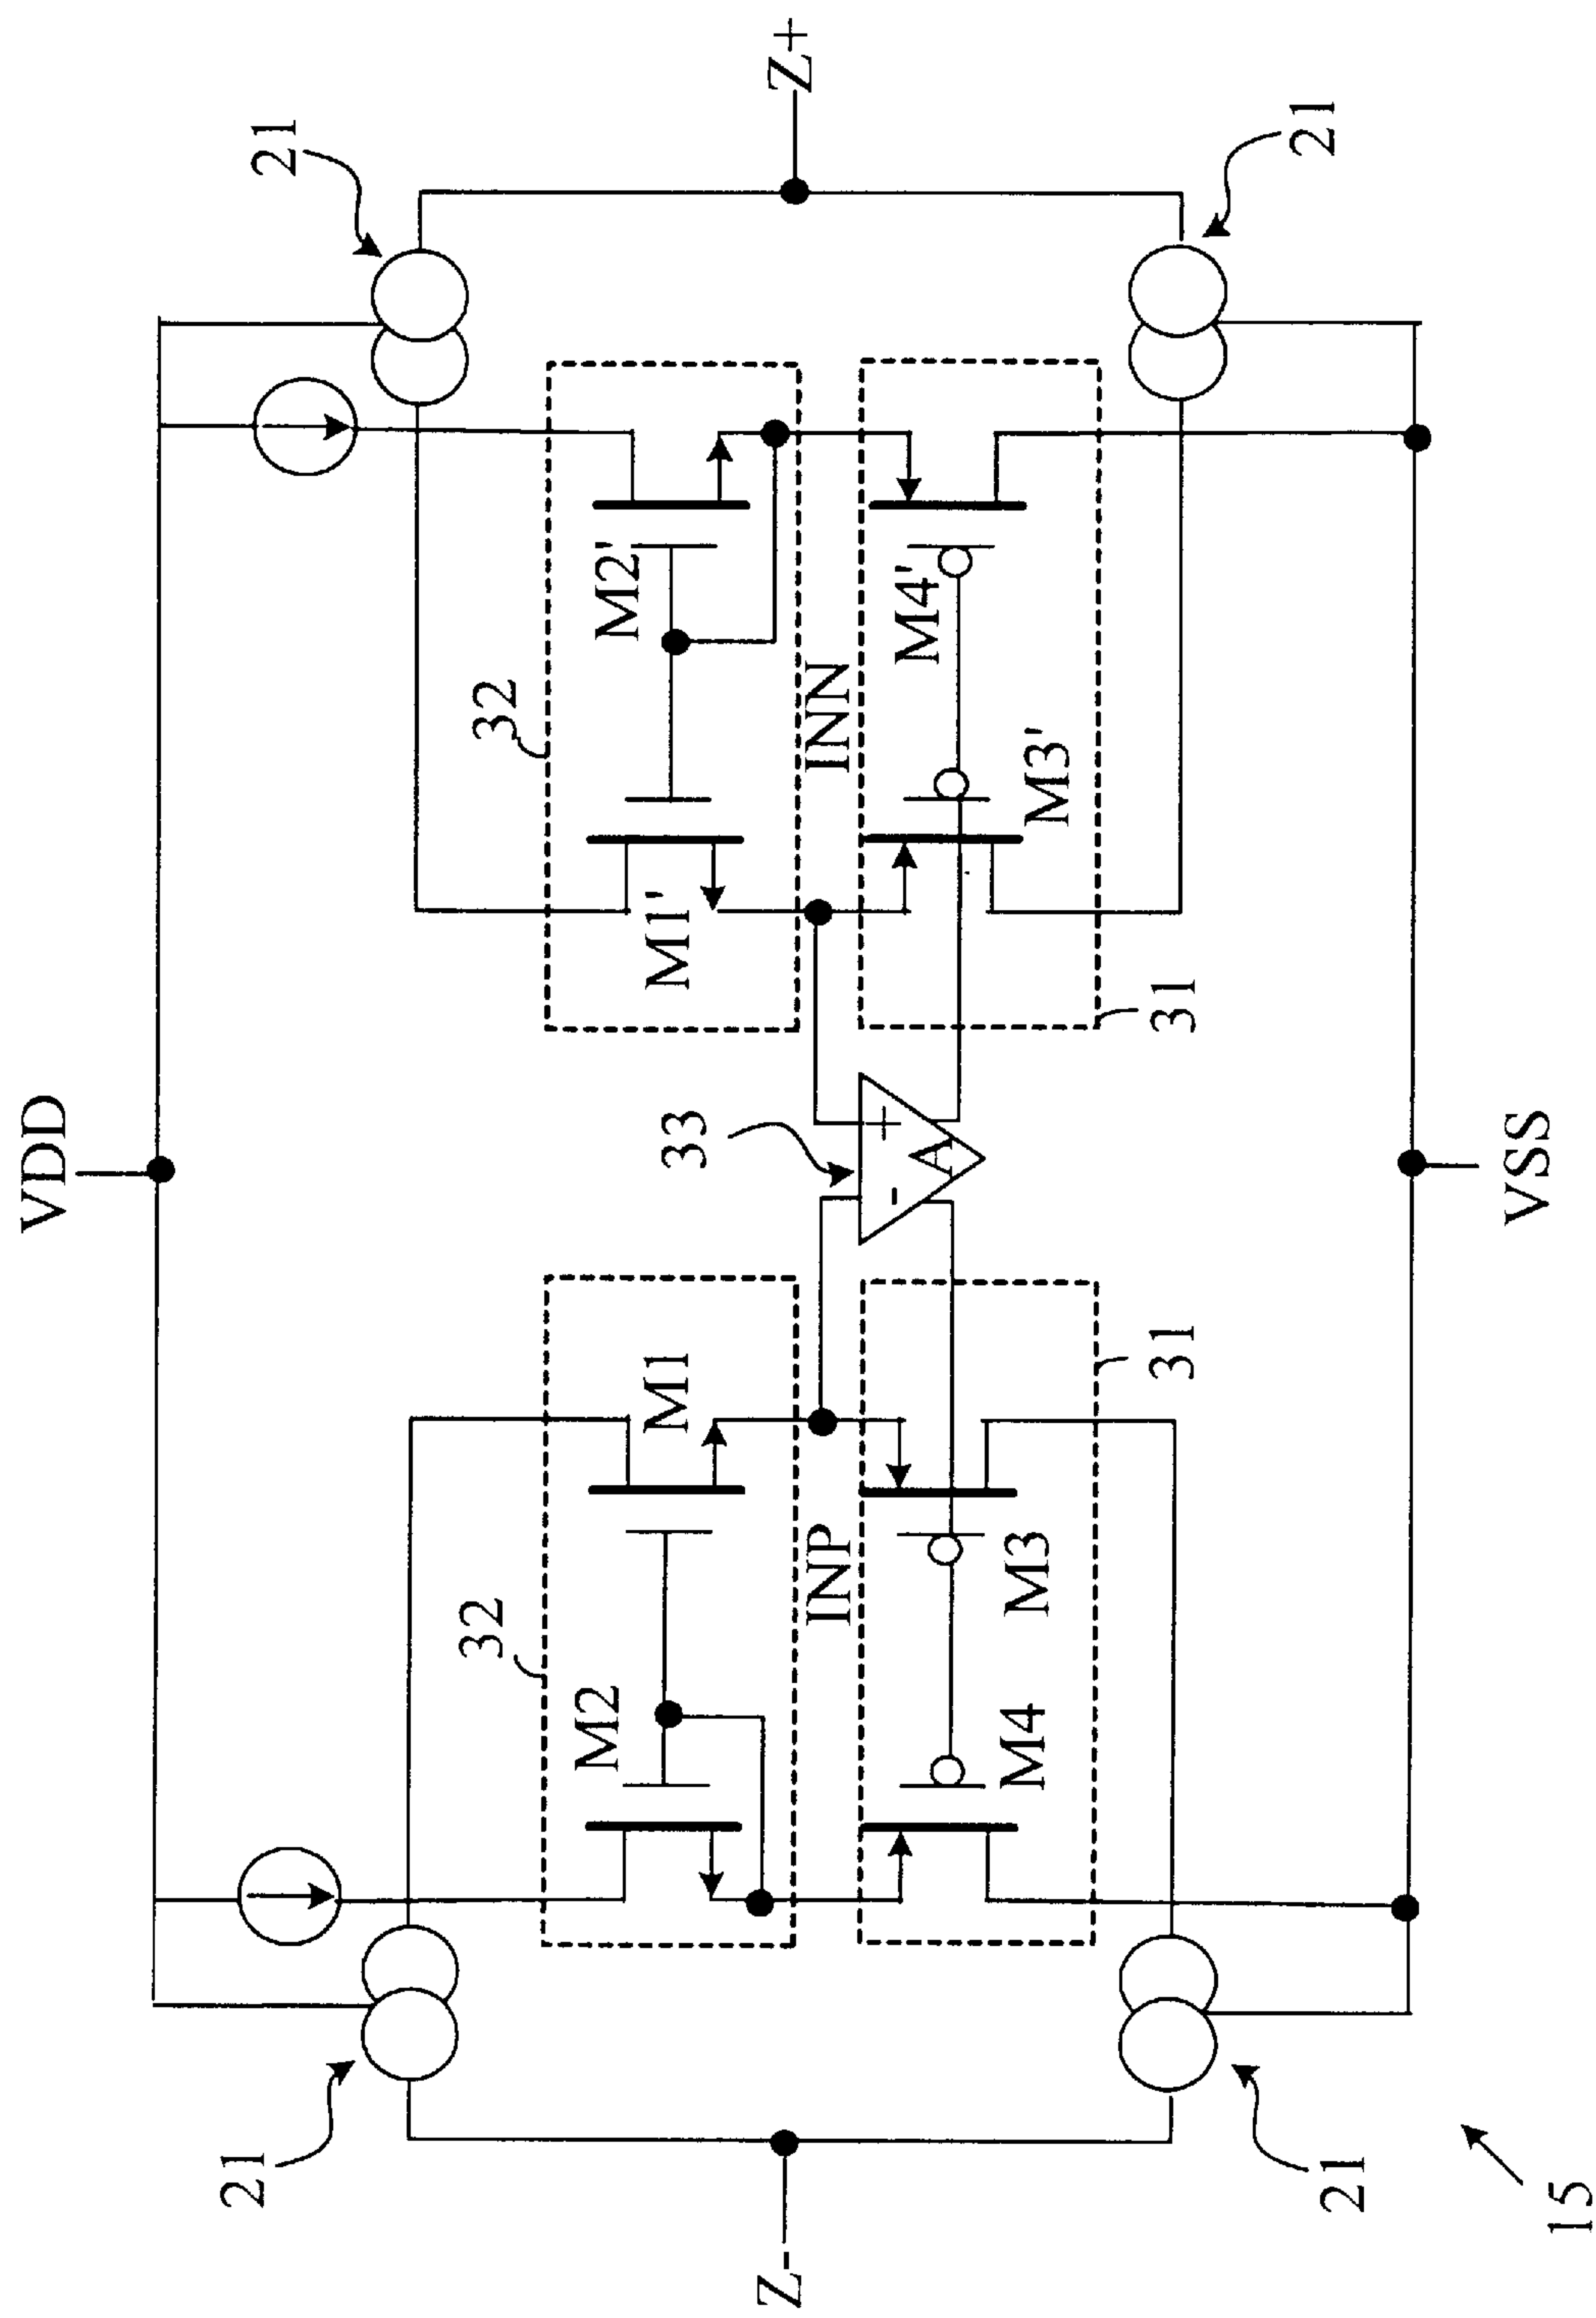 VDD
21
21
32
32
M2
M1
M1'
M2'
33
INP
INN
Z-
Z+
-
+
A
M4
M3
M3'
M4'
31
31
21
21
VSS
15